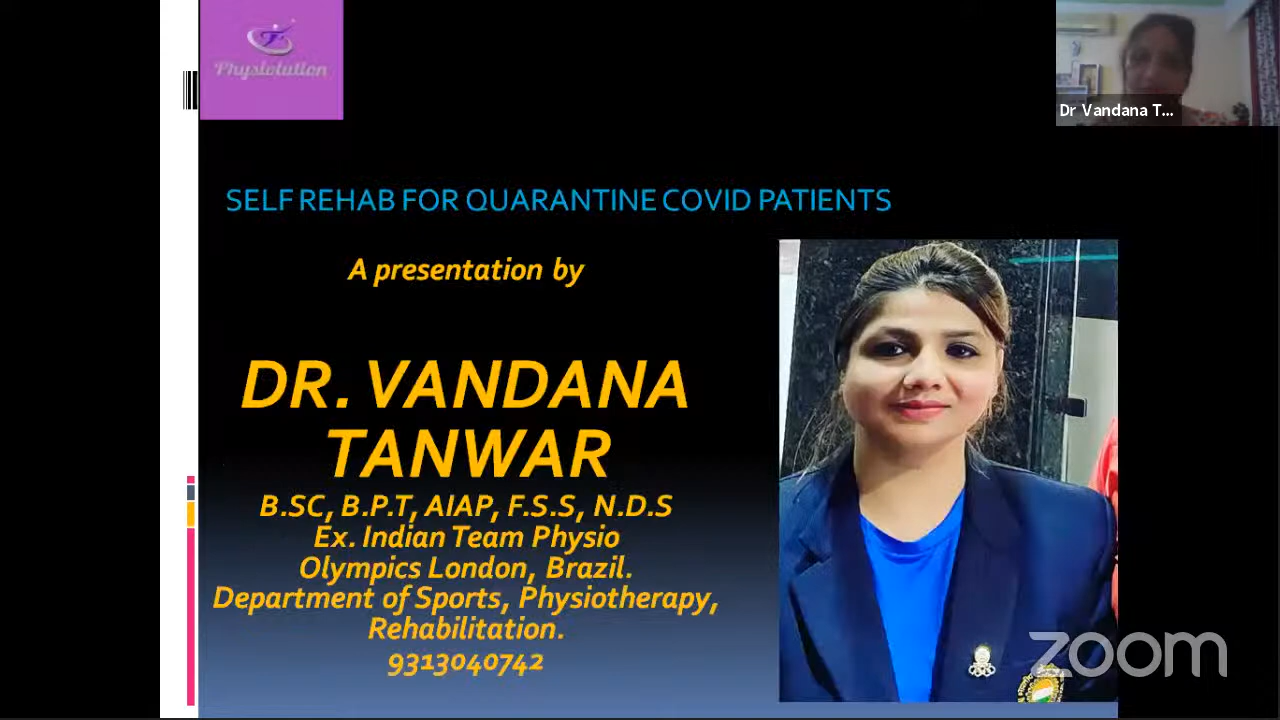 Physiolution
Dr Vandana T...
SELF REHAB FOR QUARANTINE COVID PATIENTS
A presentation by
DR. VANDANA
TANWAR
B.SC, B.P.T, AIAP, F.S.S, N.D.S
Ex. Indian Team Physio
Olympics London, Brazil.
Department of Sports, Physiotherapy,
Rehabilitation.
9313040742
zoom